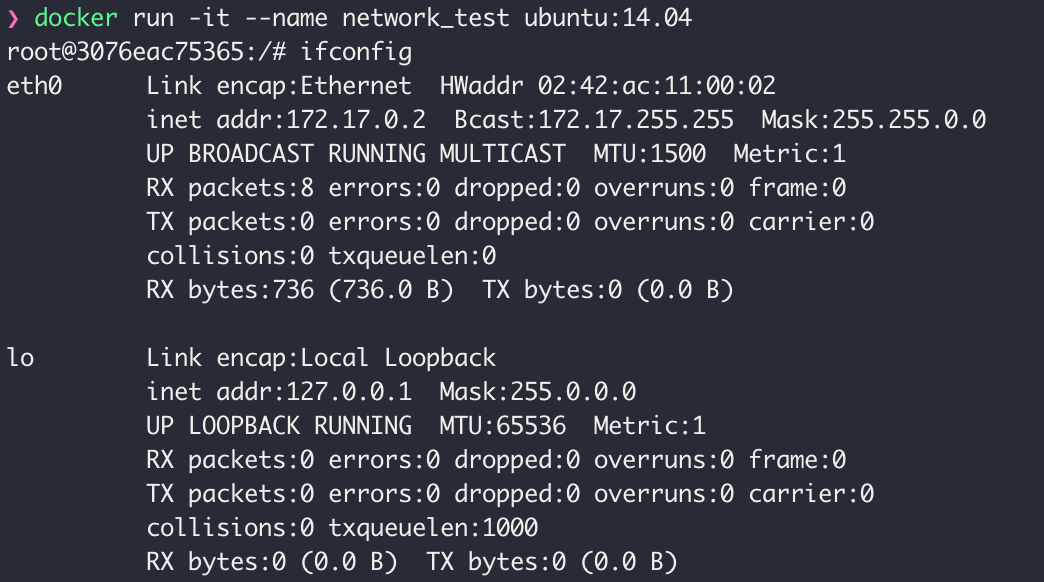 ❯ docker run -it --name network_test ubuntu:14.04
root@3076eac75365:/# ifconfig
eth0      Link encap:Ethernet  HWaddr 02:42:ac:11:00:02
          inet addr:172.17.0.2  Bcast:172.17.255.255  Mask:255.255.0.0
          UP BROADCAST RUNNING MULTICAST  MTU:1500  Metric:1
          RX packets:8 errors:0 dropped:0 overruns:0 frame:0
          TX packets:0 errors:0 dropped:0 overruns:0 carrier:0
          collisions:0 txqueuelen:0
          RX bytes:736 (736.0 B)  TX bytes:0 (0.0 B)

lo        Link encap:Local Loopback
          inet addr:127.0.0.1  Mask:255.0.0.0
          UP LOOPBACK RUNNING  MTU:65536  Metric:1
          RX packets:0 errors:0 dropped:0 overruns:0 frame:0
          TX packets:0 errors:0 dropped:0 overruns:0 carrier:0
          collisions:0 txqueuelen:1000
          RX bytes:0 (0.0 B)  TX bytes:0 (0.0 B)